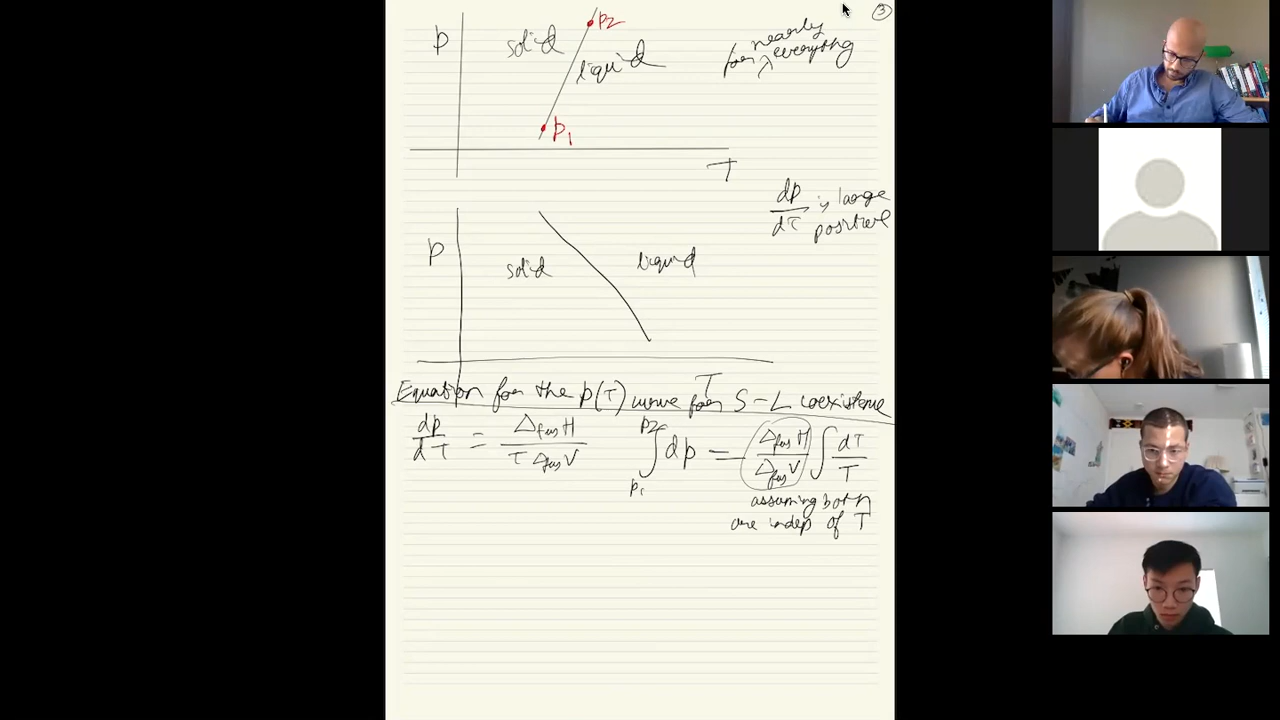 ③
p
solid
liquid
p2
p1
T
for nearly everything
dp/dT is large
positive
p
solid
liquid
T
Equation for the p(T) curve for S-L coexistence
dp/dT = ΔfusH / T ΔfusV
∫ p1 p2 dp = ΔfusH / ΔfusV ∫ dT/T
assuming both
are indep of T